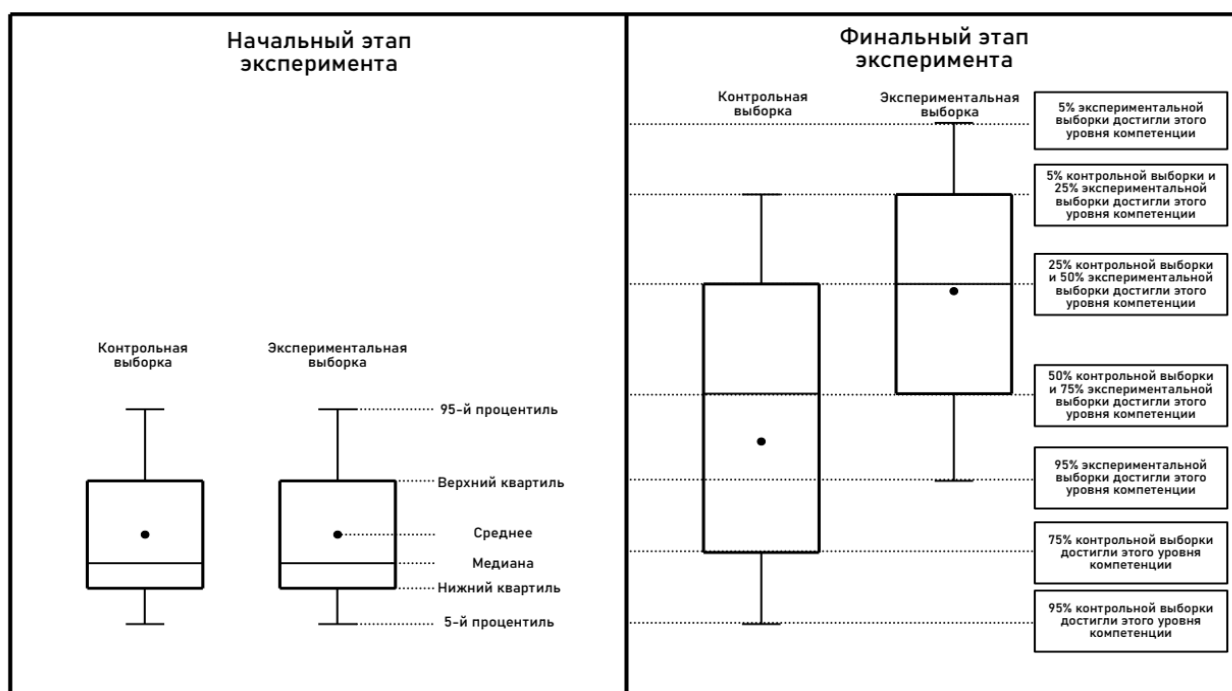 Начальный этап
эксперимента
Контрольная
выборка
Экспериментальная
выборка
95-й процентиль
Верхний квартиль
Среднее
Медиана
Нижний квартиль
5-й процентиль
Финальный этап
эксперимента
Контрольная
выборка
Экспериментальная
выборка
5% экспериментальной
выборки достигли этого
уровня компетенции
5% контрольной выборки и
25% экспериментальной
выборки достигли этого
уровня компетенции
25% контрольной выборки
и 50% экспериментальной
выборки достигли этого
уровня компетенции
50% контрольной выборки
и 75% экспериментальной
выборки достигли этого
уровня компетенции
95% экспериментальной
выборки достигли этого
уровня компетенции
75% контрольной выборки
достигли этого уровня
компетенции
95% контрольной выборки
достигли этого уровня
компетенции